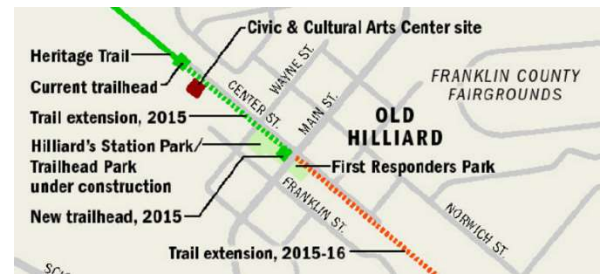 Civic & Cultural Arts Center site
Heritage Trail
Current trailhead
Trail extension, 2015
Hilliard's Station Park/
Trailhead Park
under construction
New trailhead, 2015
CENTER ST.
WAYNE ST.
MAIN ST.
FRANKLIN COUNTY
FAIRGROUNDS
OLD
HILLIARD
First Responders Park
FRANKLIN ST.
NORWICH ST.
Trail extension, 2015-16